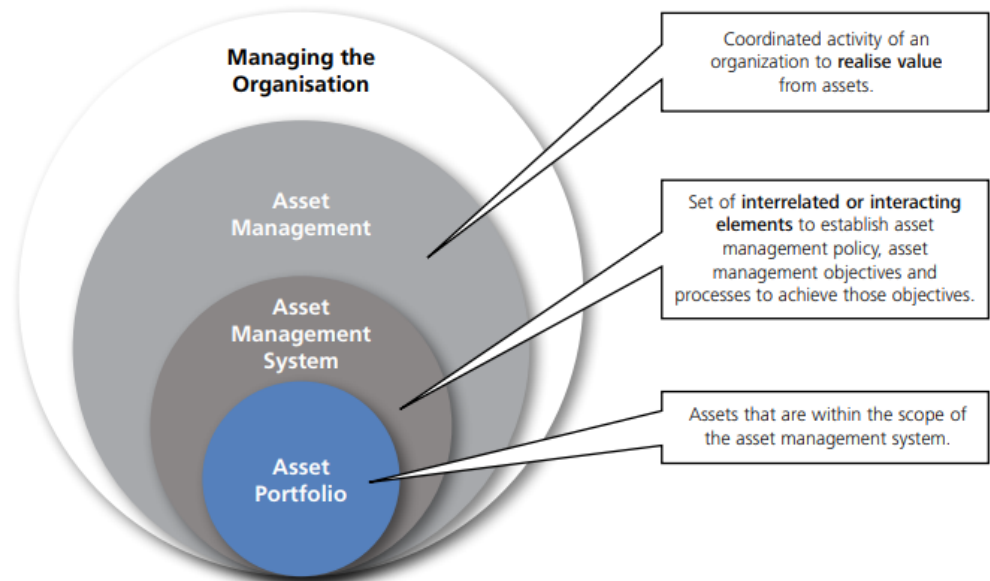 Managing the
Organisation
Asset
Management
Asset
Management
System
Asset
Portfolio
Coordinated activity of an
organization to realise value
from assets.
Set of interrelated or interacting
elements to establish asset
management policy, asset
management objectives and
processes to achieve those objectives.
Assets that are within the scope of
the asset management system.